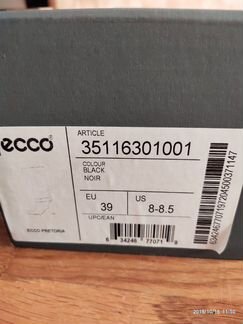 ecco
ARTICLE
35116301001
COLOUR
BLACK
NOIR
EU
39
US
8-8.5
UPC/EAN
ECCO PRETORIA
6 34246 77071 9
2018/10/16 11:50